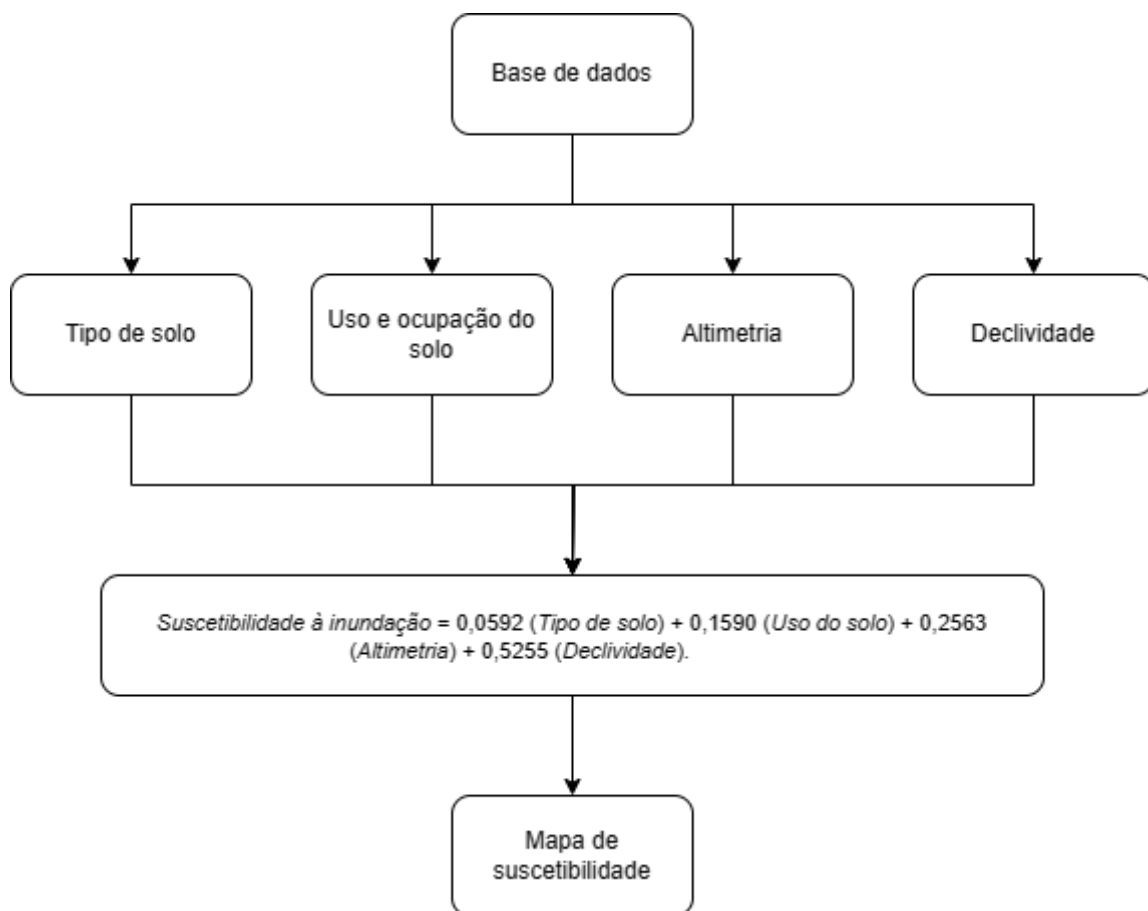 Base de dados
Tipo de solo
Uso e ocupação do
solo
Altimetria
Declividade
Suscetibilidade à inundação = 0,0592 (Tipo de solo) + 0,1590 (Uso do solo) + 0,2563
(Altimetria) + 0,5255 (Declividade).
Mapa de
suscetibilidade